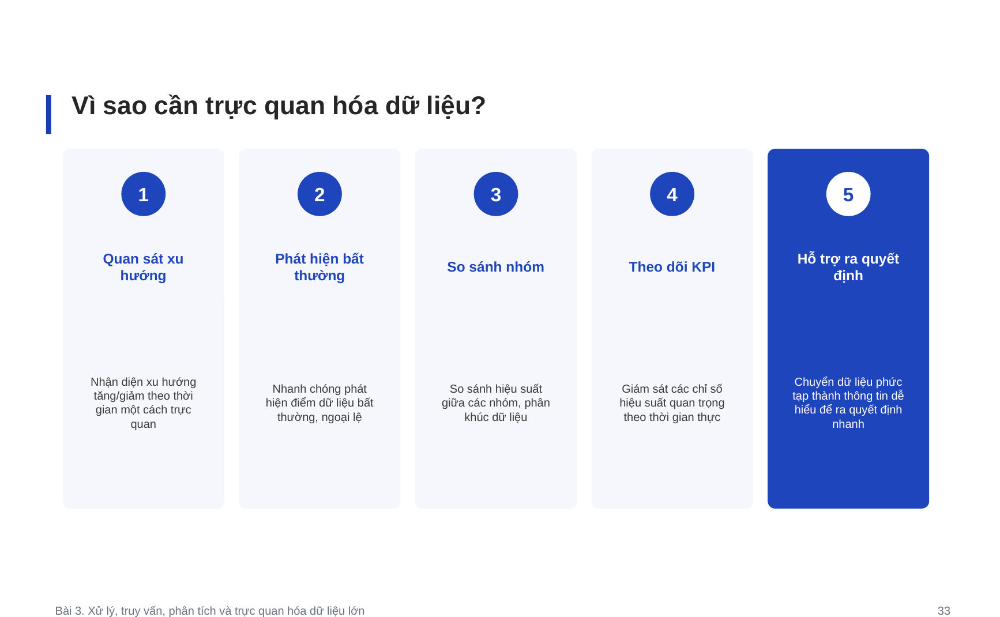 Vì sao cần trực quan hóa dữ liệu?
1
Quan sát xu
hướng
Nhận diện xu hướng
tăng/giảm theo thời
gian một cách trực
quan
2
Phát hiện bất
thường
Nhanh chóng phát
hiện điểm dữ liệu bất
thường, ngoại lệ
3
So sánh nhóm
So sánh hiệu suất
giữa các nhóm, phân
khúc dữ liệu
4
Theo dõi KPI
Giám sát các chỉ số
hiệu suất quan trọng
theo thời gian thực
5
Hỗ trợ ra quyết
định
Chuyển dữ liệu phức
tạp thành thông tin dễ
hiểu để ra quyết định
nhanh
Bài 3. Xử lý, truy vấn, phân tích và trực quan hóa dữ liệu lớn
33